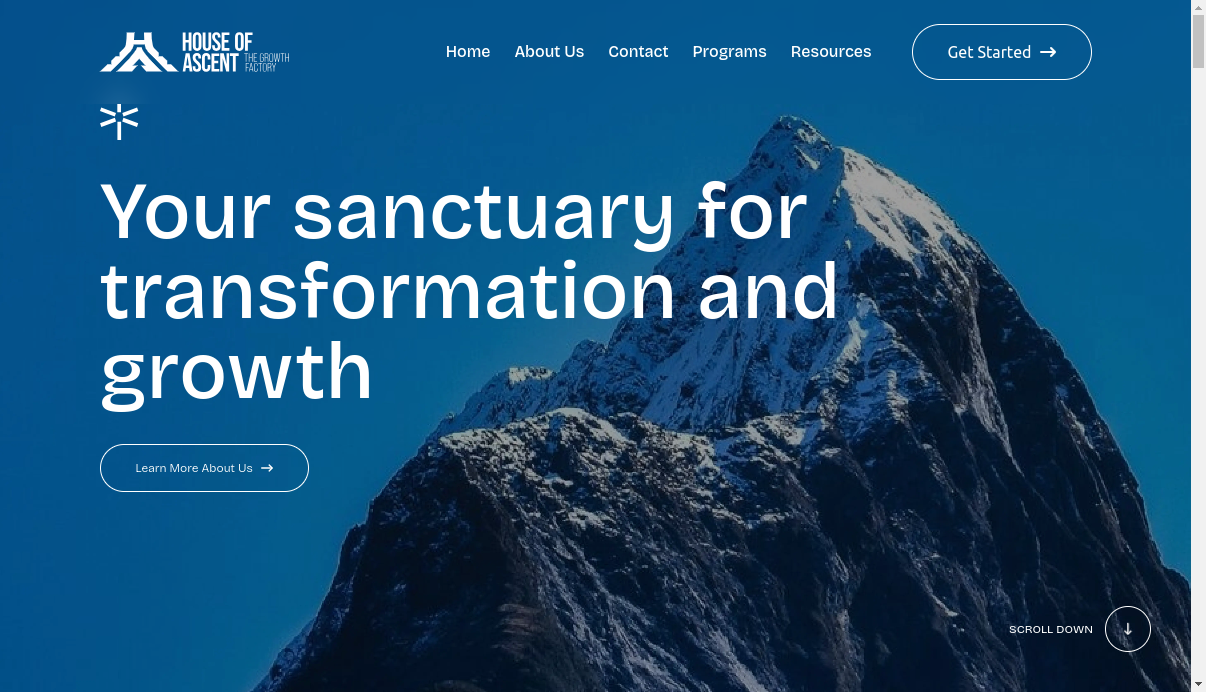 HOUSE OF
ASCENT
THE GROWTH
FACTORY
Home
About Us
Contact
Programs
Resources
Get Started
Your sanctuary for
transformation and
growth
Learn More About Us
SCROLL DOWN